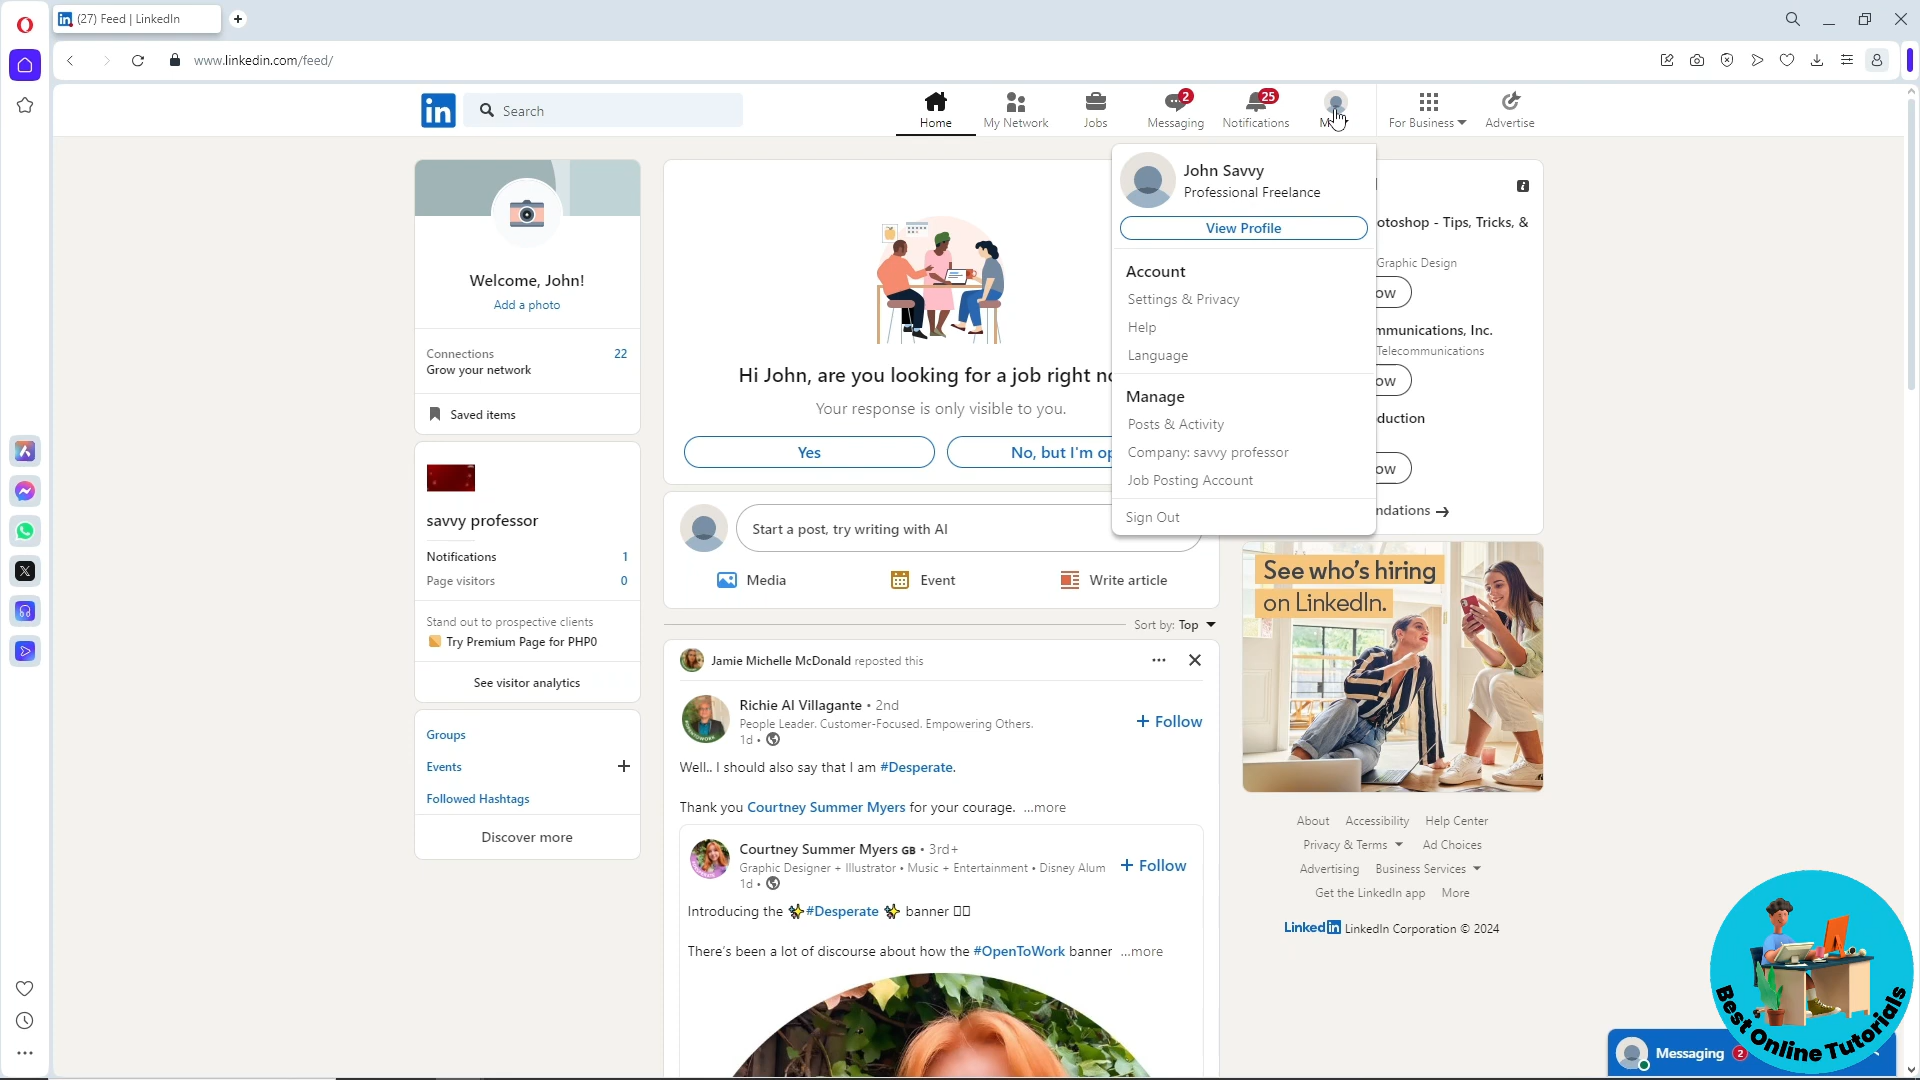 (27) Feed | LinkedIn
www.linkedin.com/feed/
in
Search
Home
My Network
Jobs
2
Messaging
25
Notifications
For Business
Advertise
Welcome, John!
Add a photo
Connections 22
Grow your network
Saved items
savvy professor
Notifications 1
Page visitors 0
Stand out to prospective clients
Try Premium Page for PHP0
See visitor analytics
Groups
Events
Followed Hashtags
Discover more
Hi John, are you looking for a job right
Your response is only visible to you.
Yes
No, but I'm
Start a post, try writing with AI
Media
Event
Write article
Sort by: Top
Jamie Michelle McDonald reposted this
Richie Al Villagante • 2nd
People Leader. Customer-Focused. Empowering Others.
1d •
+ Follow
Well.. I should also say that I am #Desperate.
Thank you Courtney Summer Myers for your courage. ...more
Courtney Summer Myers GB • 3rd+
Graphic Designer + Illustrator • Music + Entertainment • Disney Alum
1d •
+ Follow
Introducing the ✨#Desperate ✨ banner
There's been a lot of discourse about how the #OpenToWork banner ...more
John Savvy
Professional Freelance
View Profile
Account
Settings & Privacy
Help
Language
Manage
Posts & Activity
Company: savvy professor
Job Posting Account
Sign Out
otoshop - Tips, Tricks, &
Graphic Design
ow
mmunications, Inc.
Telecommunications
ow
duction
ow
ndations →
See who's hiring
on LinkedIn.
About Accessibility Help Center
Privacy & Terms Ad Choices
Advertising Business Services
Get the LinkedIn app More
LinkedIn LinkedIn Corporation © 2024
Messaging 2
Best Online Tutorials